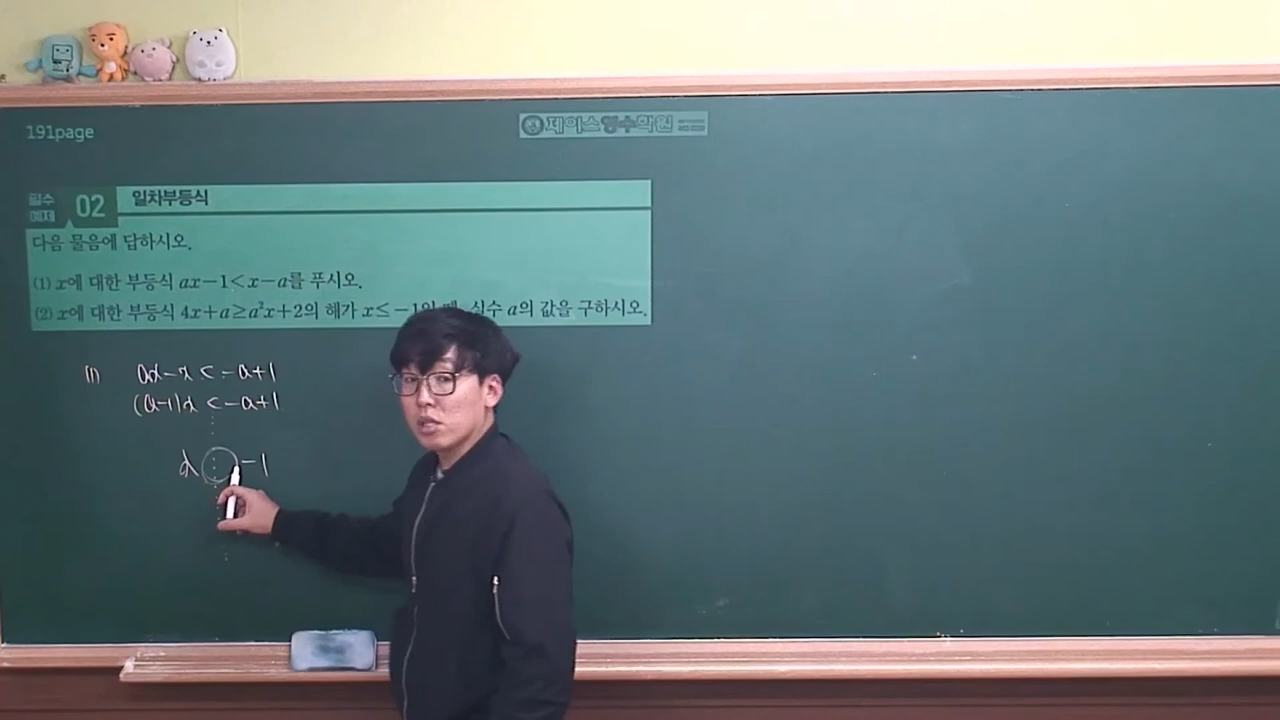 191page
제이스영수학원
필수 예제 02 일차부등식
다음 물음에 답하시오.
(1) x에 대한 부등식 ax-1<x-a를 푸시오.
(2) x에 대한 부등식 4x+a≥a²x+2의 해가 x≤-1일 때, 실수 a의 값을 구하시오.
(1) ax-x<-a+1
(a-1)x<-a+1
x -1